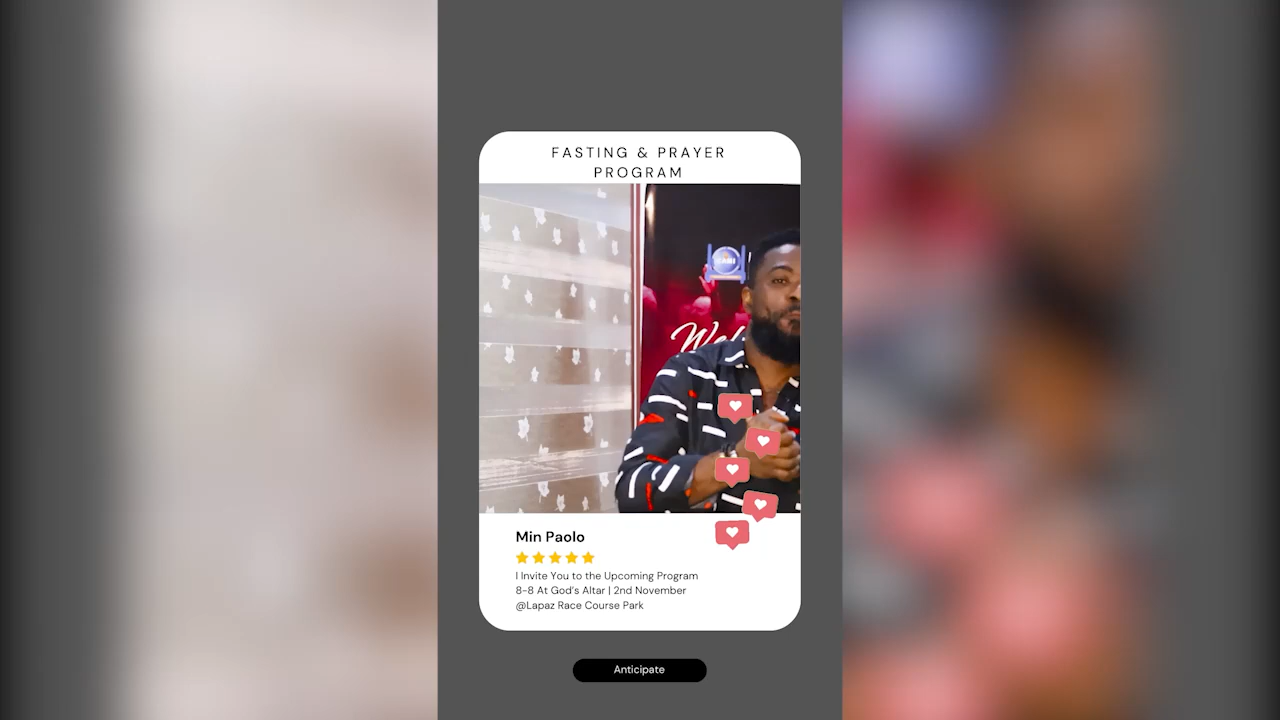 FASTING & PRAYER
PROGRAM
Min Paolo
I Invite You to the Upcoming Program
8-8 At God's Altar | 2nd November
@Lapaz Race Course Park
Anticipate